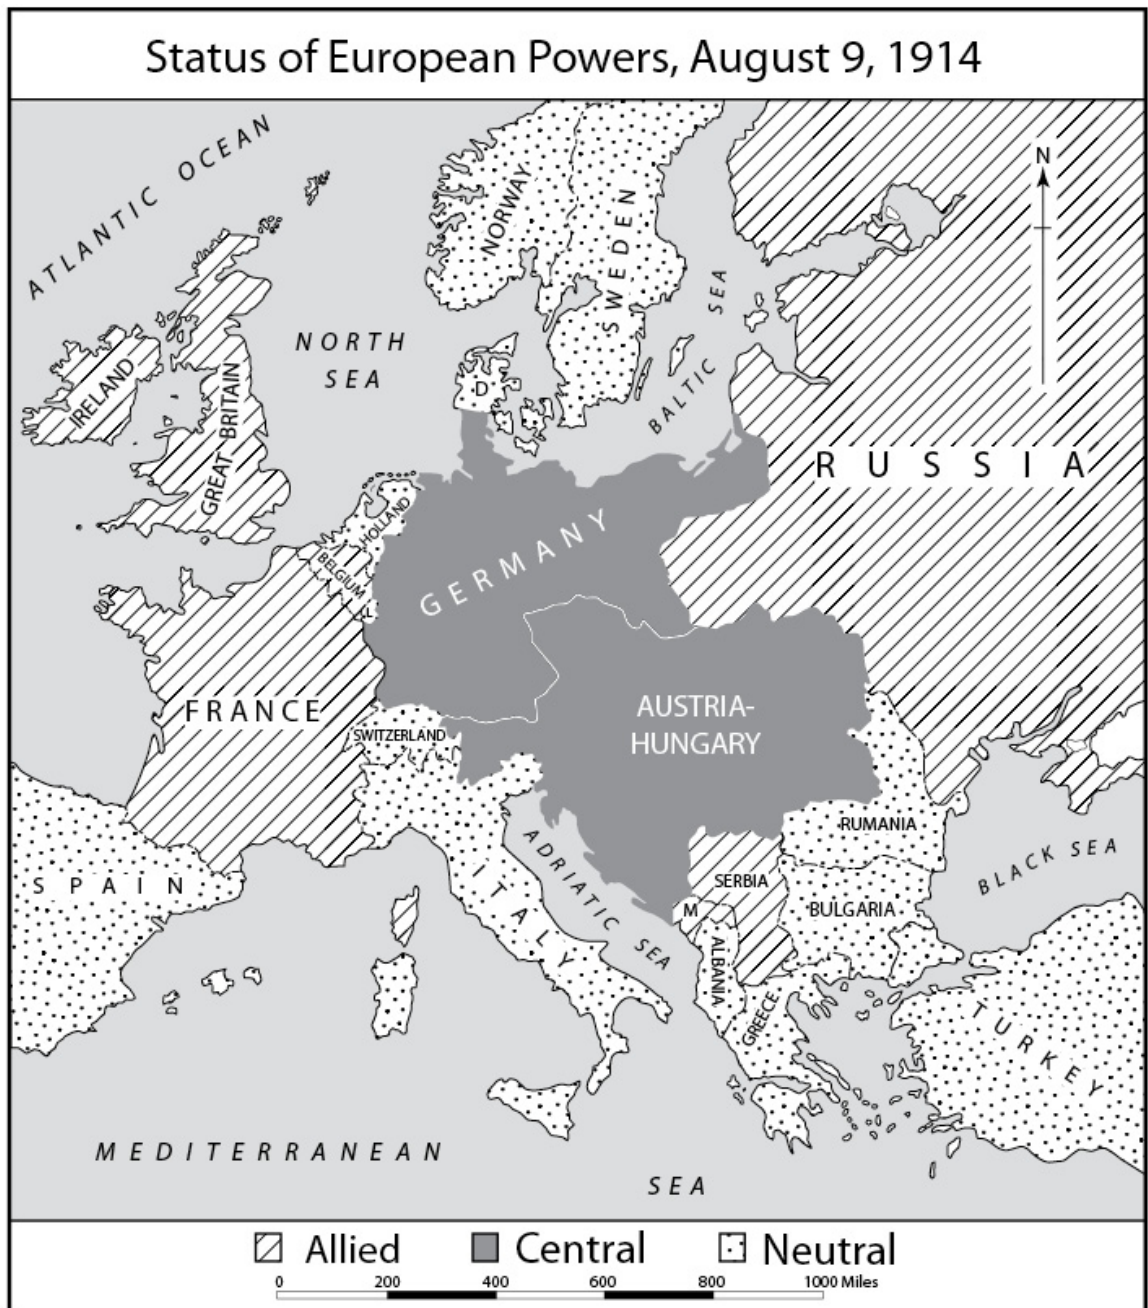 Status of European Powers, August 9, 1914
ATLANTIC OCEAN
NORWAY
SWEDEN
N
NORTH
SEA
BALTIC SEA
IRELAND
GREAT BRITAIN
D
RUSSIA
HOLLAND
BELGIUM
L
GERMANY
FRANCE
SWITZERLAND
AUSTRIA-
HUNGARY
RUMANIA
SPAIN
ITALY
ADRIATIC SEA
SERBIA
M
BULGARIA
BLACK SEA
ALBANIA
GREECE
TURKEY
MEDITERRANEAN
SEA
Allied Central Neutral
0 200 400 600 800 1000 Miles